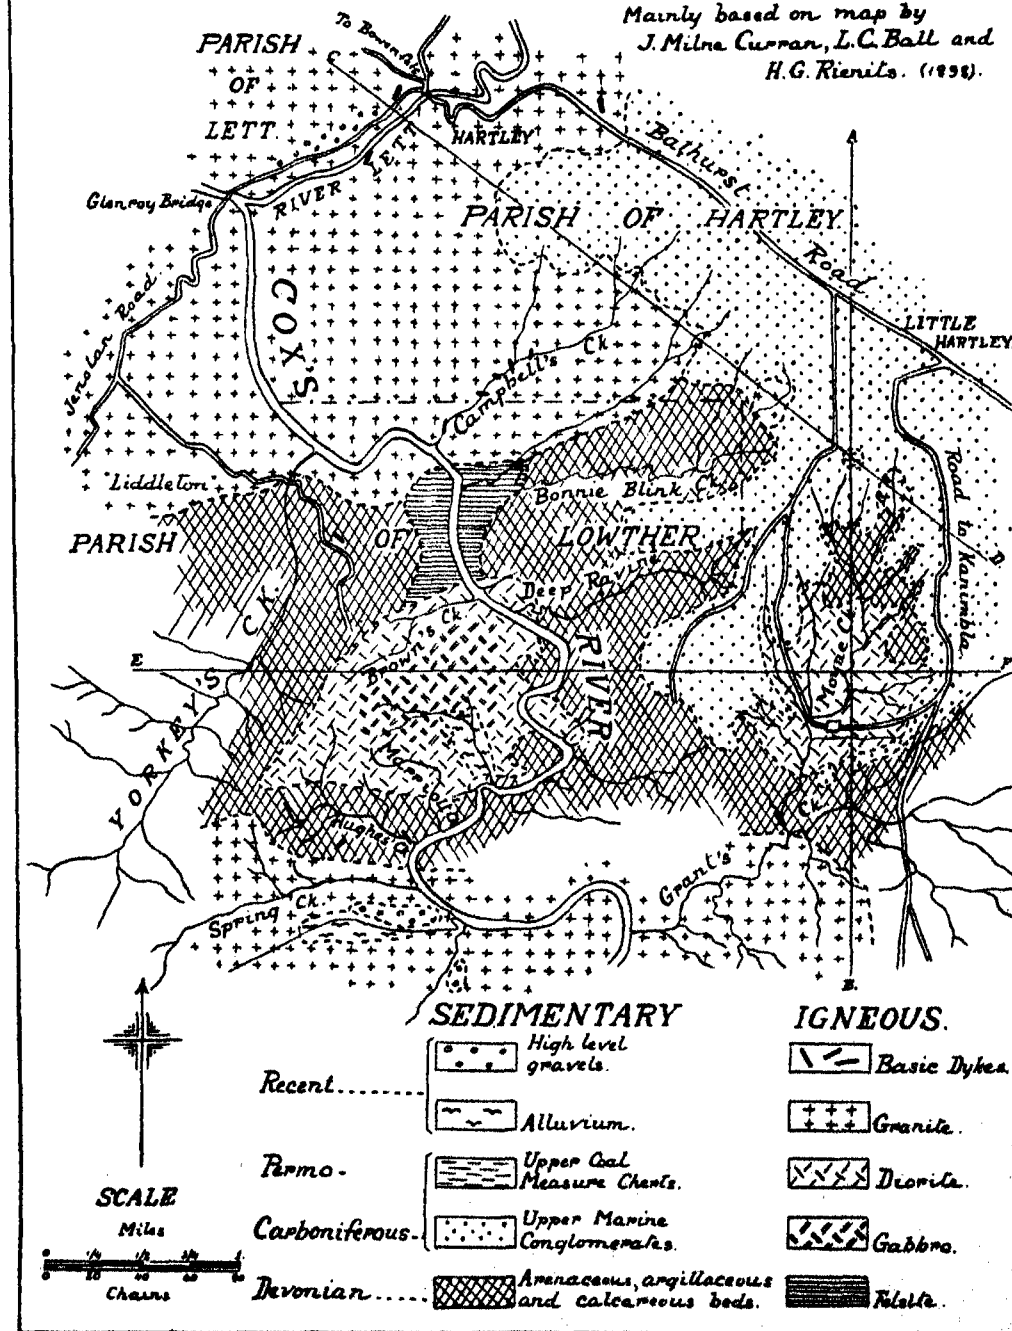 Mainly based on map by
J. Milne Curran, L.C. Ball and
H.G. Rienits. (1898).
PARISH
OF
LETT.
To Bowenfels
C
HARTLEY
RIVER LETT
Glenroy Bridge
Bathurst Road
A
PARISH OF HARTLEY.
COX'S RIVER
Jenolan Road
LITTLE
HARTLEY
Campbell's Ck
Liddleton
Bonnie Blink Ck.
Road to Kanimbla
PARISH OF LOWTHER
D
Deep Ravine
Brown's Ck
Moyne Ck
E
F
YORKEY'S CK.
Hughes
Grant's Ck.
Spring Ck.
B.
SEDIMENTARY
IGNEOUS.
Recent
High level
gravels.
Alluvium.
Permo-
Carboniferous
Upper Coal
Measure Cherts.
Upper Marine
Conglomerates.
Devonian
Arenaceous, argillaceous
and calcareous beds.
Basic Dykes.
Granite.
Diorite.
Gabbro.
Felsite.
SCALE
Miles
0 1/4 1/2 3/4 1
0 20 40 60 80
Chains